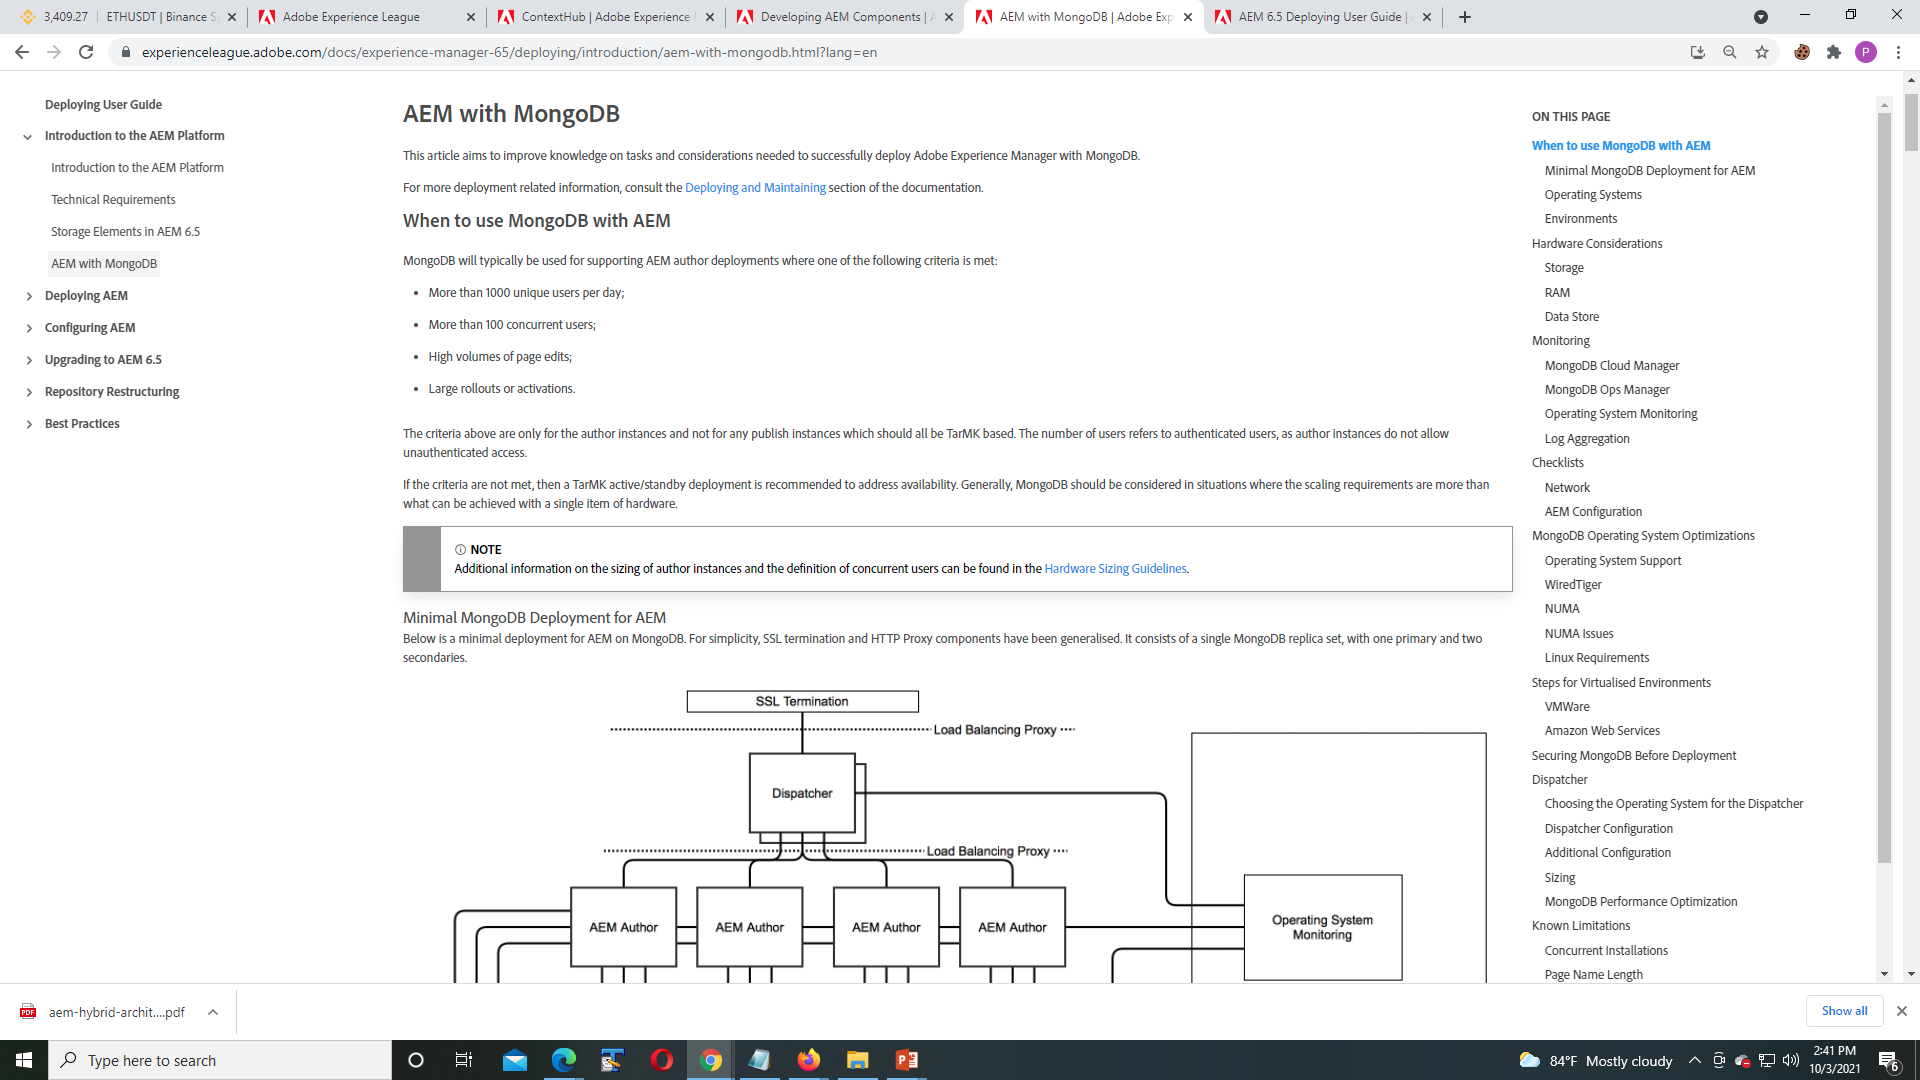 3,409.27 | ETHUSDT | Binance S
Adobe Experience League
ContextHub | Adobe Experience
Developing AEM Components |
AEM with MongoDB | Adobe Exp
AEM 6.5 Deploying User Guide |
experienceleague.adobe.com/docs/experience-manager-65/deploying/introduction/aem-with-mongodb.html?lang=en
P
Deploying User Guide
Introduction to the AEM Platform
Introduction to the AEM Platform
Technical Requirements
Storage Elements in AEM 6.5
AEM with MongoDB
Deploying AEM
Configuring AEM
Upgrading to AEM 6.5
Repository Restructuring
Best Practices
AEM with MongoDB
This article aims to improve knowledge on tasks and considerations needed to successfully deploy Adobe Experience Manager with MongoDB.
For more deployment related information, consult the Deploying and Maintaining section of the documentation.
When to use MongoDB with AEM
MongoDB will typically be used for supporting AEM author deployments where one of the following criteria is met:
• More than 1000 unique users per day;
• More than 100 concurrent users;
• High volumes of page edits;
• Large rollouts or activations.
The criteria above are only for the author instances and not for any publish instances which should all be TarMK based. The number of users refers to authenticated users, as author instances do not allow
unauthenticated access.
If the criteria are not met, then a TarMK active/standby deployment is recommended to address availability. Generally, MongoDB should be considered in situations where the scaling requirements are more than
what can be achieved with a single item of hardware.
NOTE
Additional information on the sizing of author instances and the definition of concurrent users can be found in the Hardware Sizing Guidelines.
Minimal MongoDB Deployment for AEM
Below is a minimal deployment for AEM on MongoDB. For simplicity, SSL termination and HTTP Proxy components have been generalised. It consists of a single MongoDB replica set, with one primary and two
secondaries.
SSL Termination
Load Balancing Proxy
Dispatcher
Load Balancing Proxy
AEM Author
AEM Author
AEM Author
AEM Author
Operating System
Monitoring
ON THIS PAGE
When to use MongoDB with AEM
Minimal MongoDB Deployment for AEM
Operating Systems
Environments
Hardware Considerations
Storage
RAM
Data Store
Monitoring
MongoDB Cloud Manager
MongoDB Ops Manager
Operating System Monitoring
Log Aggregation
Checklists
Network
AEM Configuration
MongoDB Operating System Optimizations
Operating System Support
WiredTiger
NUMA
NUMA Issues
Linux Requirements
Steps for Virtualised Environments
VMWare
Amazon Web Services
Securing MongoDB Before Deployment
Dispatcher
Choosing the Operating System for the Dispatcher
Dispatcher Configuration
Additional Configuration
Sizing
MongoDB Performance Optimization
Known Limitations
Concurrent Installations
Page Name Length
PDF
aem-hybrid-archit....pdf
Show all
Type here to search
84°F Mostly cloudy
2:41 PM
10/3/2021
6